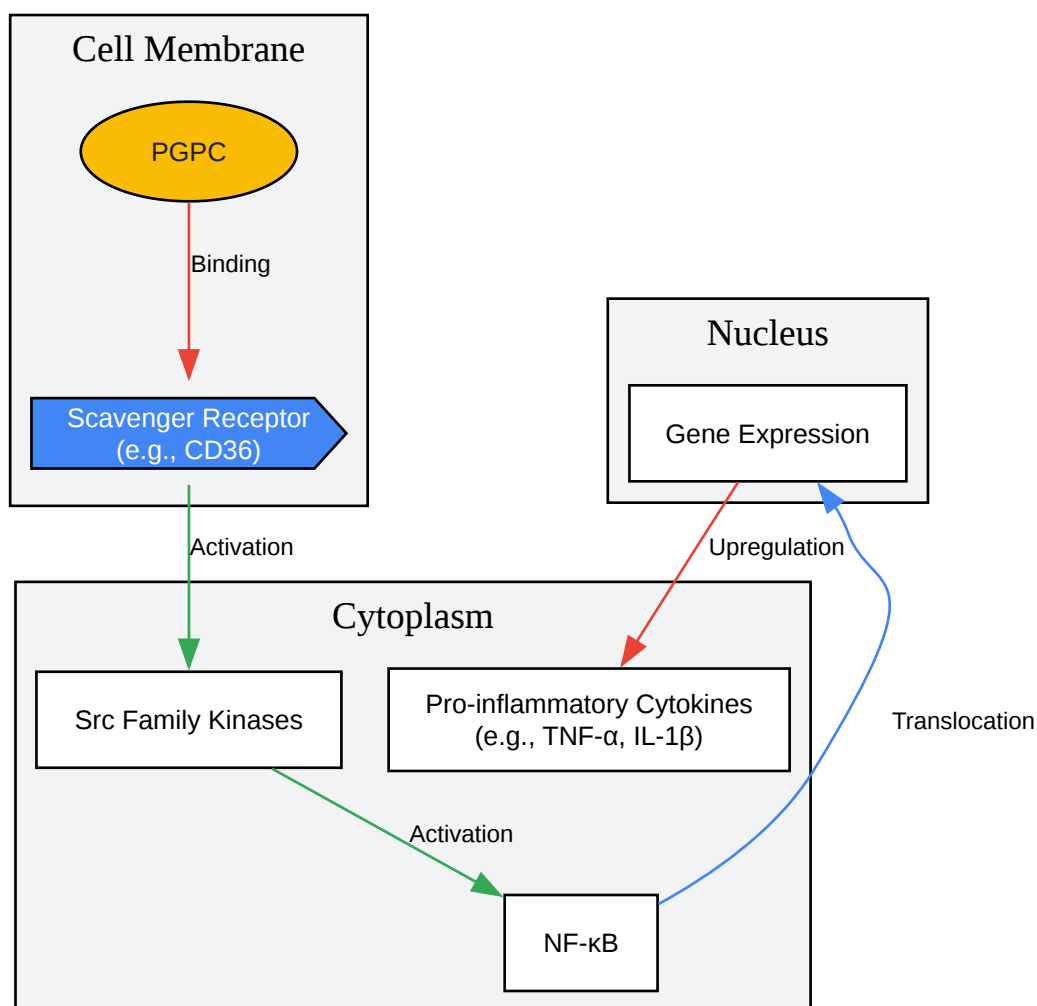 Cell Membrane
PGPC
Binding
Scavenger Receptor
(e.g., CD36)
Activation
Nucleus
Gene Expression
Upregulation
Cytoplasm
Src Family Kinases
Pro-inflammatory Cytokines
(e.g., TNF-α, IL-1β)
Translocation
Activation
NF-κB